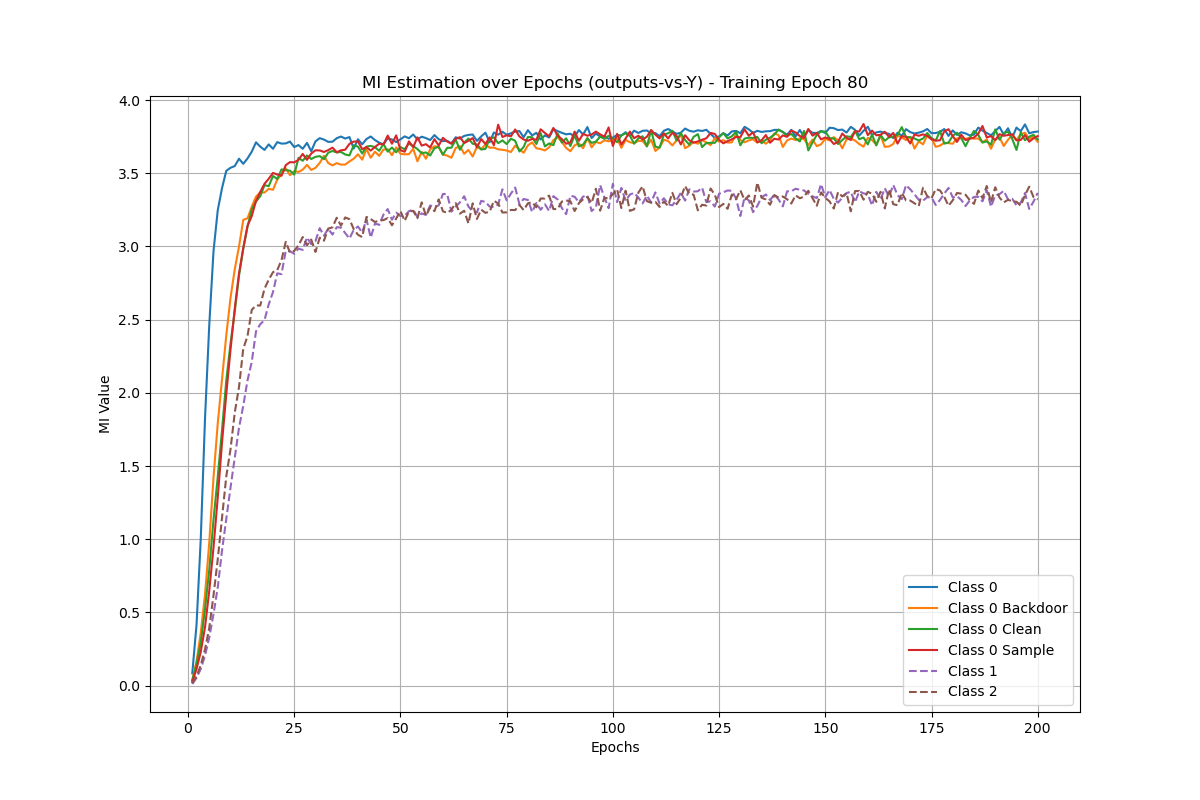 MI Estimation over Epochs (outputs-vs-Y) - Training Epoch 80
MI Value
4.0
3.5
3.0
2.5
2.0
1.5
1.0
0.5
0.0
0 25 50 75 100 125 150 175 200
Epochs
Class 0
Class 0 Backdoor
Class 0 Clean
Class 0 Sample
Class 1
Class 2